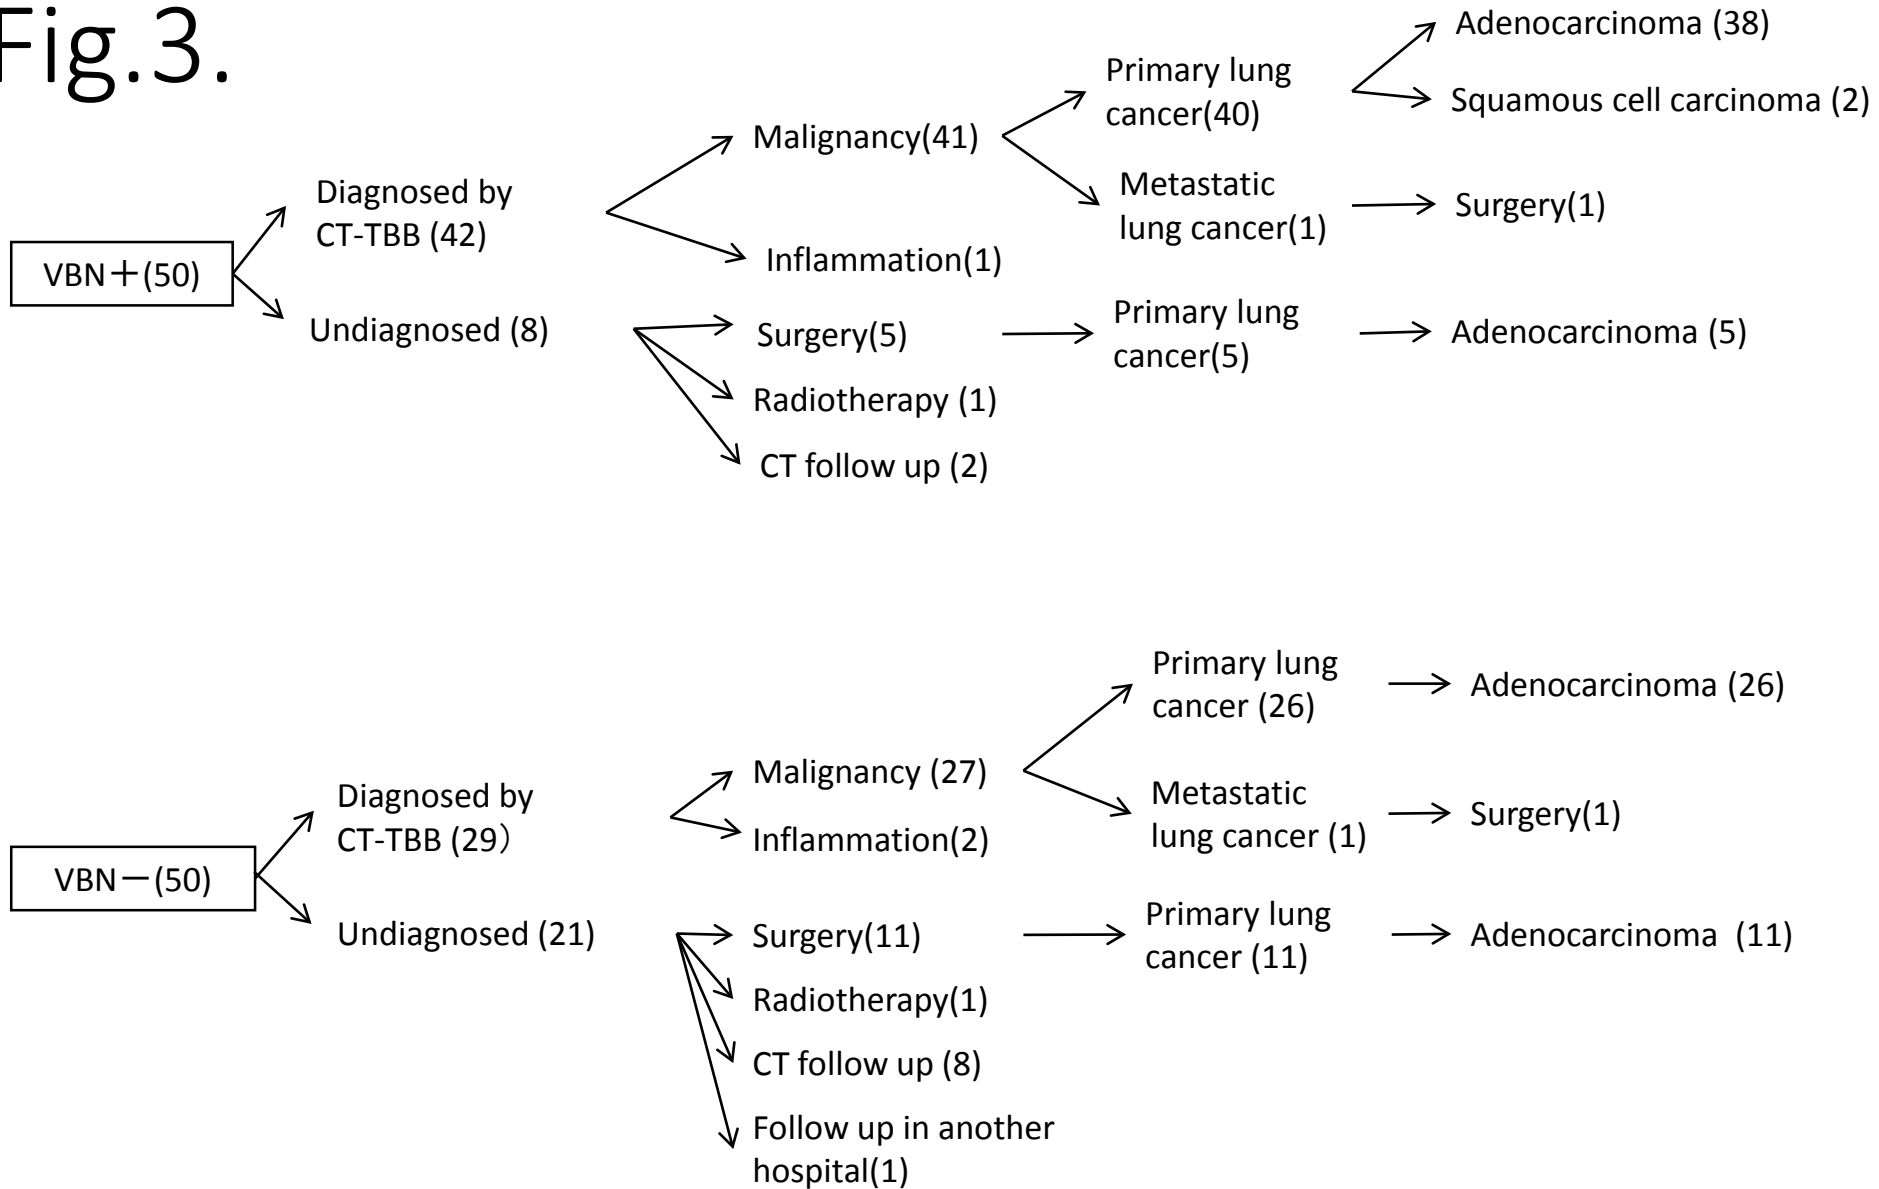 Fig.3.
Adenocarcinoma (38)
Primary lung
cancer(40)
Squamous cell carcinoma (2)
Malignancy(41)
Diagnosed by
CT-TBB (42)
Metastatic
lung cancer(1)
Surgery(1)
VBN＋(50)
Inflammation(1)
Undiagnosed (8)
Surgery(5)
Primary lung
cancer(5)
Adenocarcinoma (5)
Radiotherapy (1)
CT follow up (2)
Primary lung
cancer (26)
Adenocarcinoma (26)
Malignancy (27)
Diagnosed by
CT-TBB (29）
Metastatic
lung cancer (1)
Surgery(1)
Inflammation(2)
VBN－(50)
Undiagnosed (21)
Surgery(11)
Primary lung
cancer (11)
Adenocarcinoma (11)
Radiotherapy(1)
CT follow up (8)
Follow up in another
hospital(1)